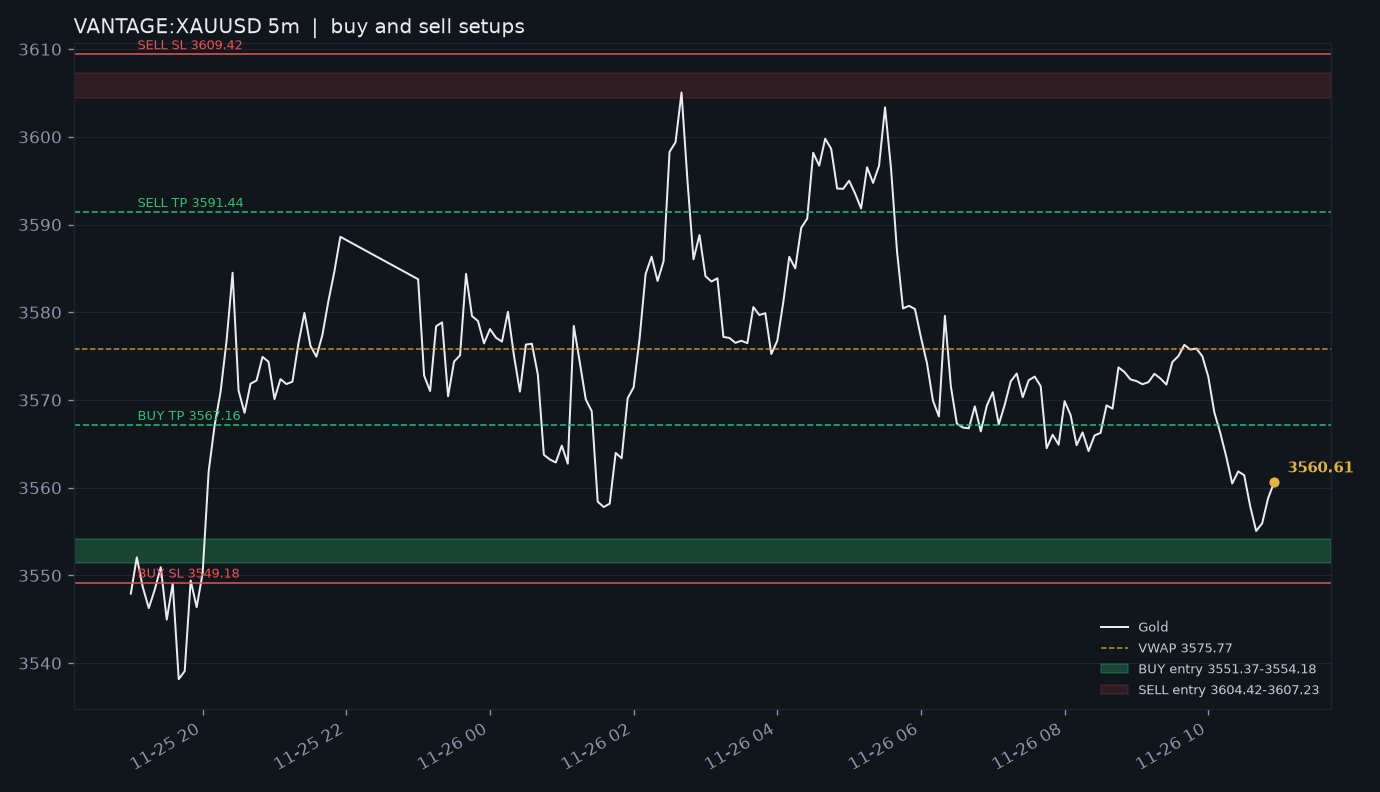 VANTAGE:XAUUSD 5m | buy and sell setups
3610
SELL SL 3609.42
3600
SELL TP 3591.44
3590
3580
3570
BUY TP 3567.16
3560.61
3560
BUY SL 3549.18
3550
3540
Gold
VWAP 3575.77
BUY entry 3551.37-3554.18
SELL entry 3604.42-3607.23
11-25 20
11-25 22
11-26 00
11-26 02
11-26 04
11-26 06
11-26 08
11-26 10